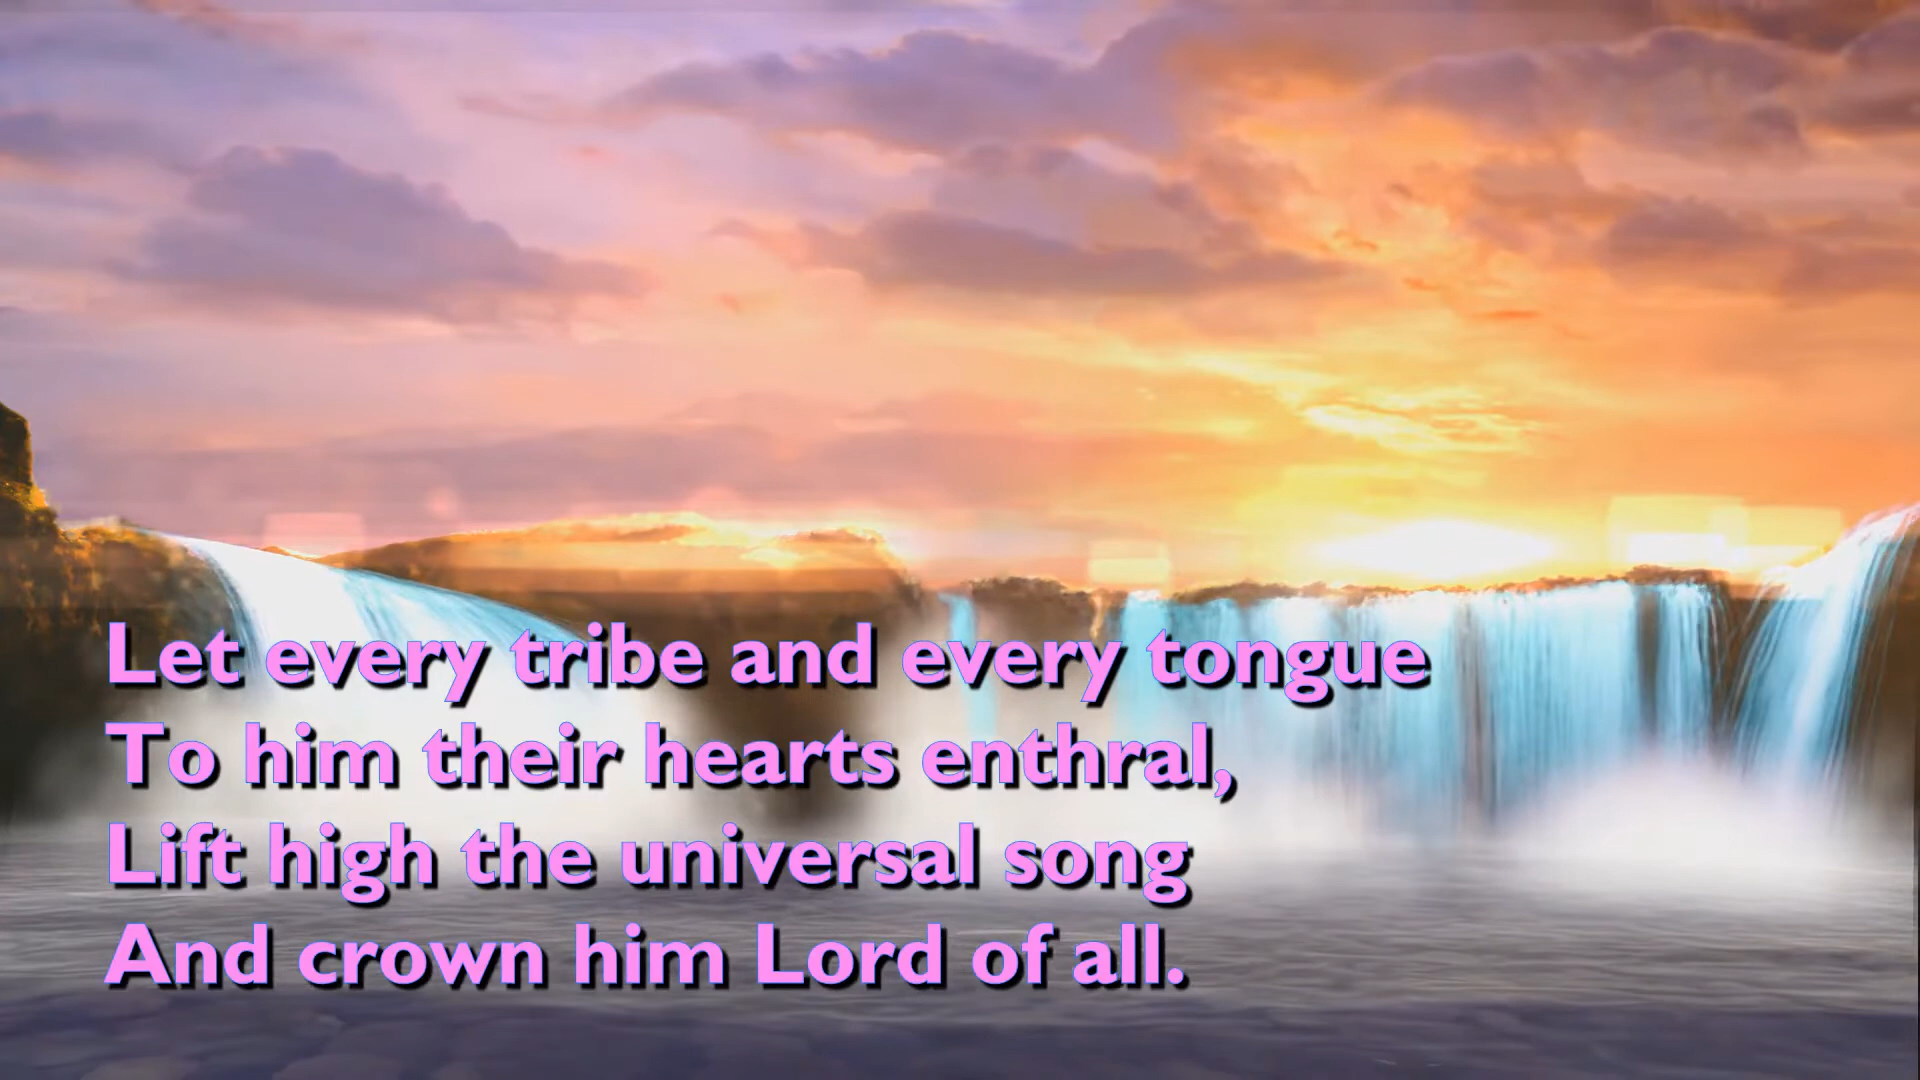 Let every tribe and every tongue
To him their hearts enthral,
Lift high the universal song
And crown him Lord of all.